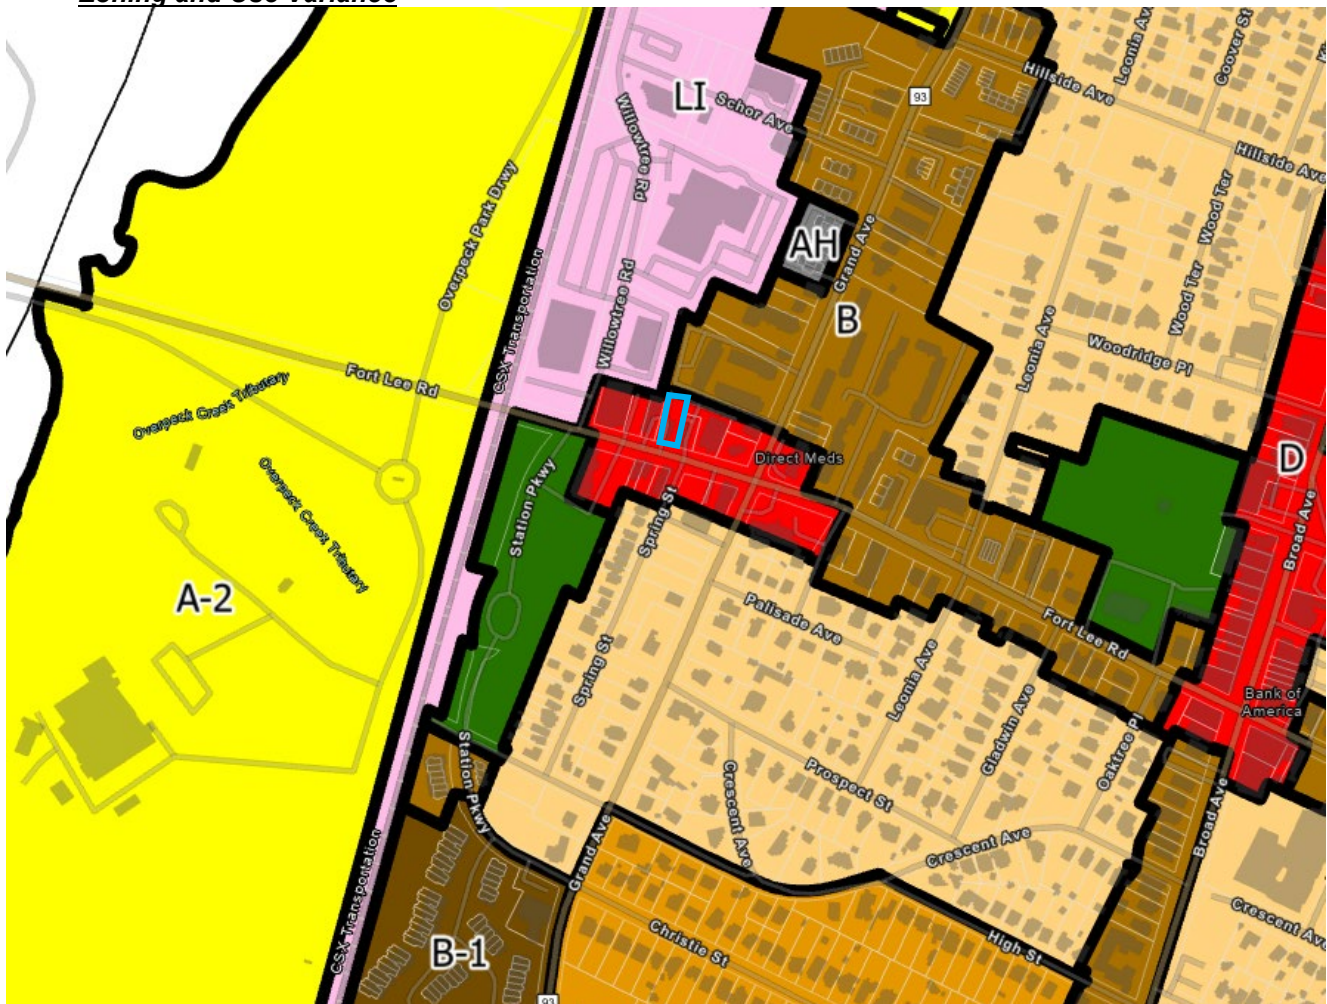 Zoning and Use Variance
Leonia Av
Coover St
Hillside Ave
LI
Schor Ave
93
Willowtree Rd
Hillside Ave
Overpeck Park Drwy
Wood Ter
AH
Grand Ave
Wood Ter
CSX Transportation
Willowtree Rd
B
Leonia Ave
Woodridge Pl
Fort Lee Rd
Overpeck Creek Tributary
Direct Meds
D
Overpeck Creek Tributary
Station Pkwy
Spring St
Broad Ave
A-2
Palisade Ave
Fort Lee Rd
Spring St
Leonia Ave
Gladwin Ave
Bank of
America
Oaktree Pl
Station Pkwy
Crescent Ave
Prospect St
Broad Ave
Crescent Ave
Grand Ave
CSX Transportation
Crescent Ave
B-1
Christie St
High St
93